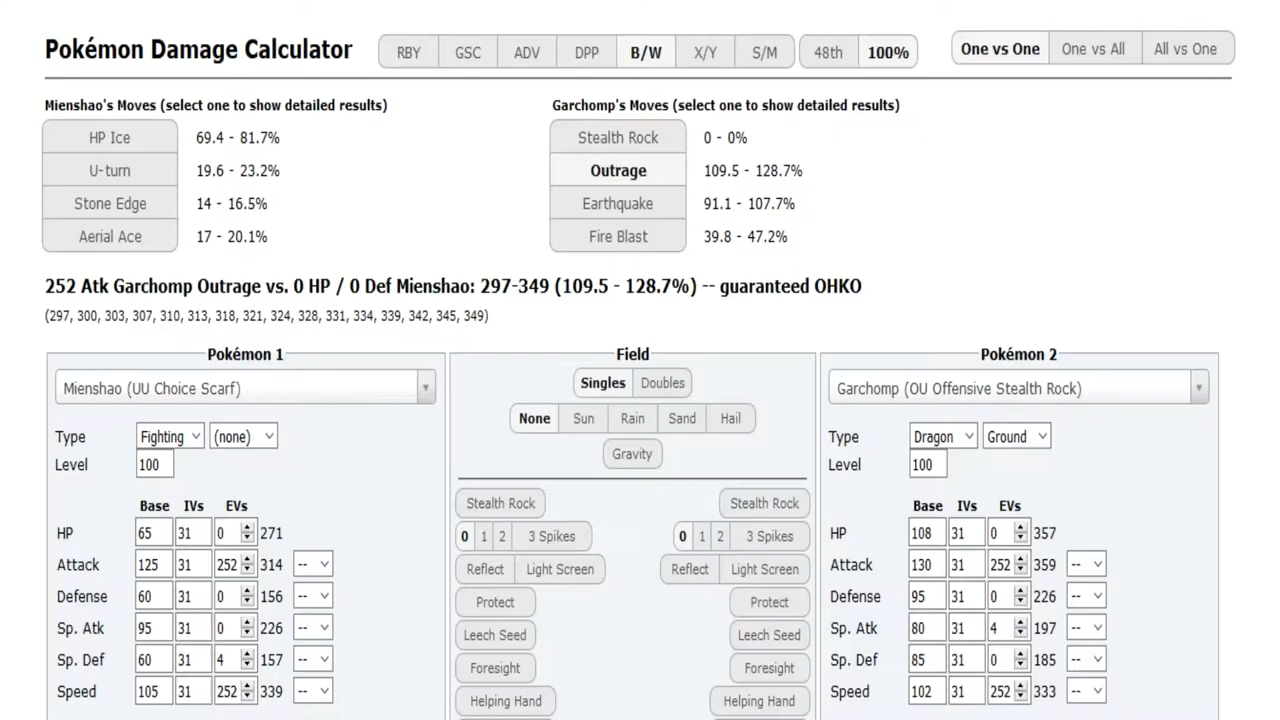 Pokémon Damage Calculator RBY GSC ADV DPP B/W X/Y S/M 48th 100% One vs One One vs All All vs One
Mienshao's Moves (select one to show detailed results) Garchomp's Moves (select one to show detailed results)
HP Ice 69.4 - 81.7% Stealth Rock 0 - 0%
U-turn 19.6 - 23.2% Outrage 109.5 - 128.7%
Stone Edge 14 - 16.5% Earthquake 91.1 - 107.7%
Aerial Ace 17 - 20.1% Fire Blast 39.8 - 47.2%
252 Atk Garchomp Outrage vs. 0 HP / 0 Def Mienshao: 297-349 (109.5 - 128.7%) -- guaranteed OHKO
(297, 300, 303, 307, 310, 313, 318, 321, 324, 328, 331, 334, 339, 342, 345, 349)
Pokémon 1 Field Pokémon 2
Mienshao (UU Choice Scarf) Singles Doubles Garchomp (OU Offensive Stealth Rock)
None Sun Rain Sand Hail
Type Fighting (none) Gravity Type Dragon Ground
Level 100 Level 100
Base IVs EVs Stealth Rock Stealth Rock Base IVs EVs
HP 65 31 0 271 0 1 2 3 Spikes 0 1 2 3 Spikes HP 108 31 0 357
Attack 125 31 252 314 -- Reflect Light Screen Reflect Light Screen Attack 130 31 252 359 --
Defense 60 31 0 156 -- Protect Protect Defense 95 31 0 226 --
Sp. Atk 95 31 0 226 -- Leech Seed Leech Seed Sp. Atk 80 31 4 197 --
Sp. Def 60 31 4 157 -- Foresight Foresight Sp. Def 85 31 0 185 --
Speed 105 31 252 339 -- Helping Hand Helping Hand Speed 102 31 252 333 --